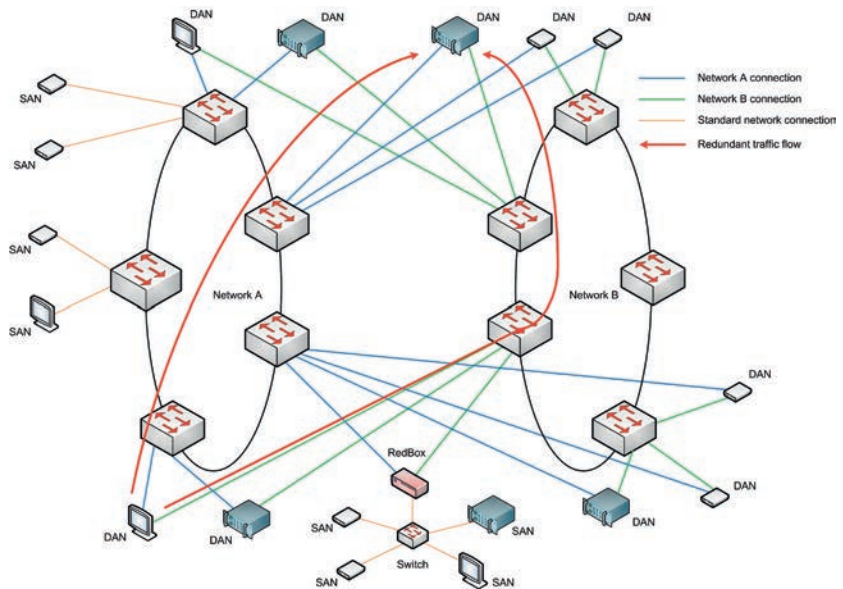 DAN
DAN
DAN
DAN
DAN
SAN
SAN
SAN
SAN
Network A connection
Network B connection
Standard network connection
Redundant traffic flow
Network A
Network B
DAN
DAN
RedBox
DAN
DAN
DAN
SAN
SAN
SAN
Switch
SAN